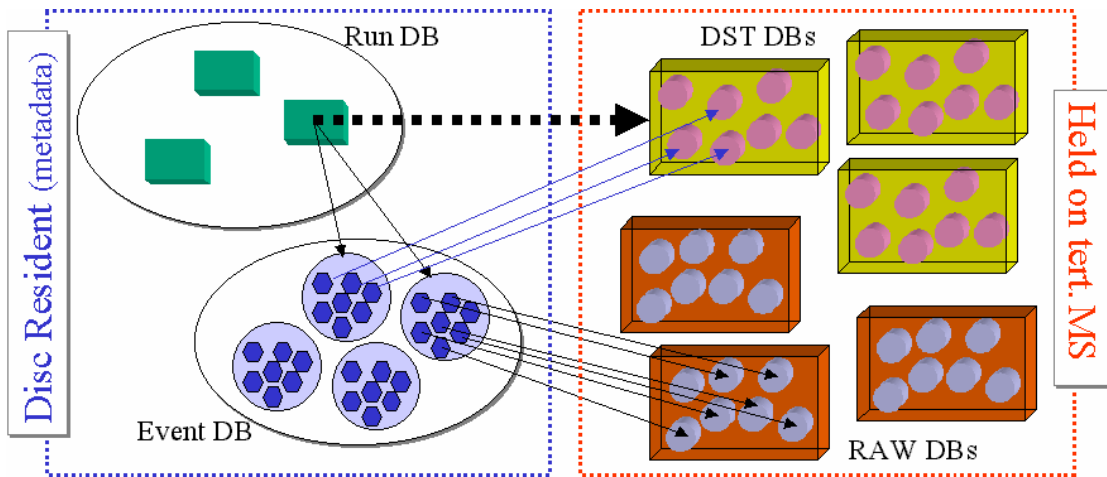 Disc Resident (metadata)
Run DB
Event DB
DST DBs
RAW DBs
Held on tert. MS